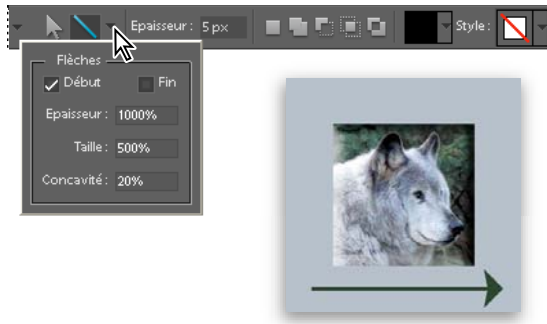 Epaisseur : 5 px
Style :
Flèches
Début Fin
Epaisseur : 1000%
Taille : 500%
Concavité : 20%